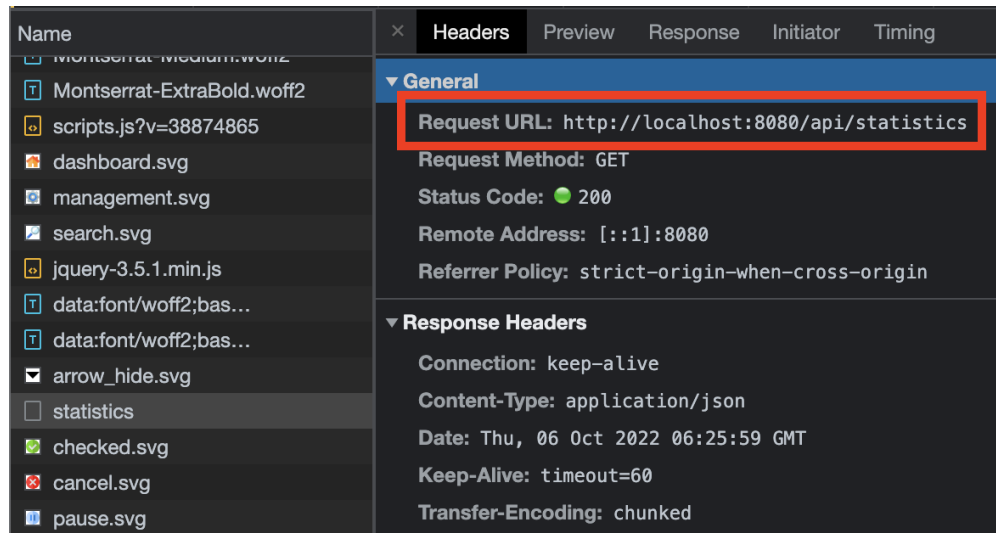 Name
Montserrat-Medium.woff2
Montserrat-ExtraBold.woff2
scripts.js?v=38874865
dashboard.svg
management.svg
search.svg
jquery-3.5.1.min.js
data:font/woff2;bas...
data:font/woff2;bas...
arrow_hide.svg
statistics
checked.svg
cancel.svg
pause.svg
Headers Preview Response Initiator Timing
General
Request URL: http://localhost:8080/api/statistics
Request Method: GET
Status Code: 200
Remote Address: [::1]:8080
Referrer Policy: strict-origin-when-cross-origin
Response Headers
Connection: keep-alive
Content-Type: application/json
Date: Thu, 06 Oct 2022 06:25:59 GMT
Keep-Alive: timeout=60
Transfer-Encoding: chunked